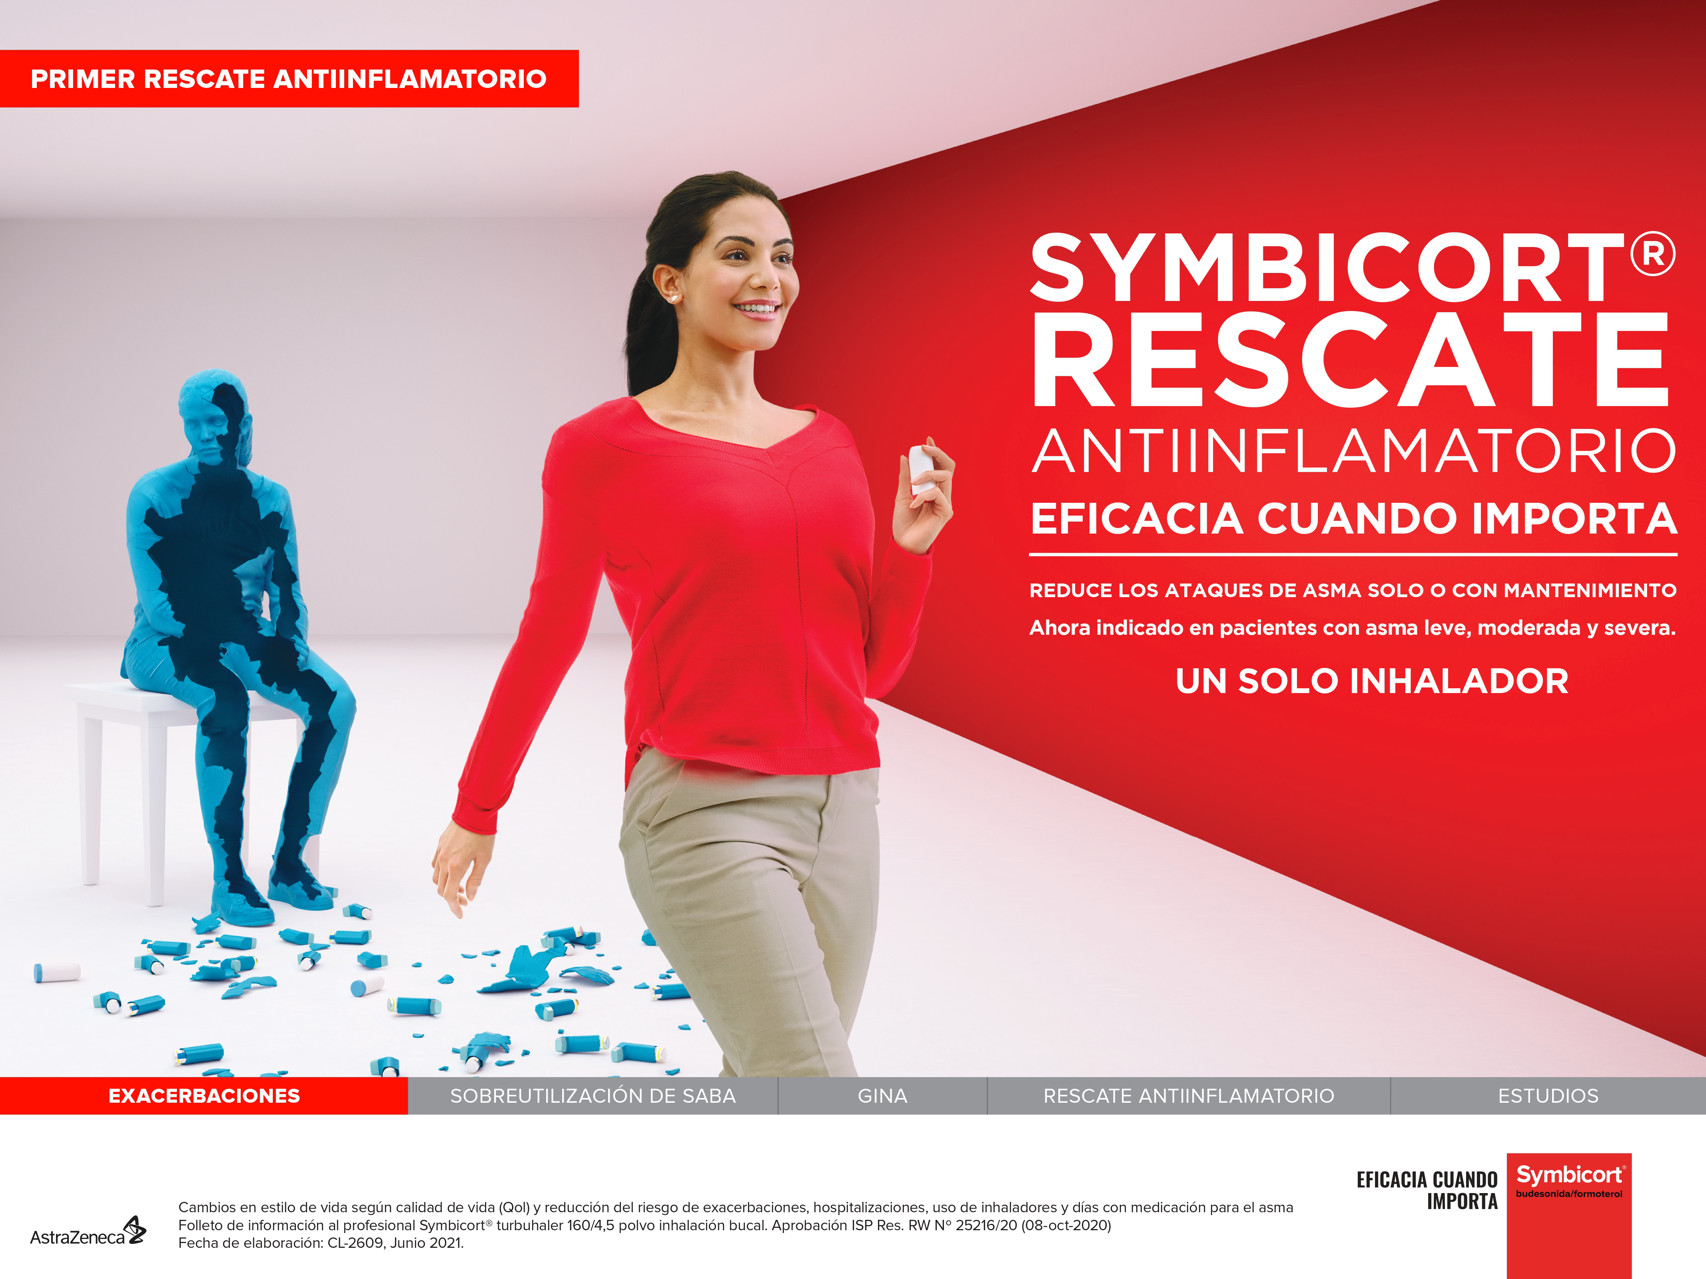 PRIMER RESCATE ANTIINFLAMATORIO
SYMBICORT®
RESCATE
ANTIINFLAMATORIO
EFICACIA CUANDO IMPORTA
REDUCE LOS ATAQUES DE ASMA SOLO O CON MANTENIMIENTO
Ahora indicado en pacientes con asma leve, moderada y severa.
UN SOLO INHALADOR
EXACERBACIONES
SOBREUTILIZACIÓN DE SABA
GINA
RESCATE ANTIINFLAMATORIO
ESTUDIOS
AstraZeneca
Cambios en estilo de vida según calidad de vida (Qol) y reducción del riesgo de exacerbaciones, hospitalizaciones, uso de inhaladores y días con medicación para el asma
Folleto de información al profesional Symbicort® turbuhaler 160/4,5 polvo inhalación bucal. Aprobación ISP Res. RW Nº 25216/20 (08-oct-2020)
Fecha de elaboración: CL-2609, Junio 2021.
EFICACIA CUANDO
IMPORTA
Symbicort®
budesonida/formoterol